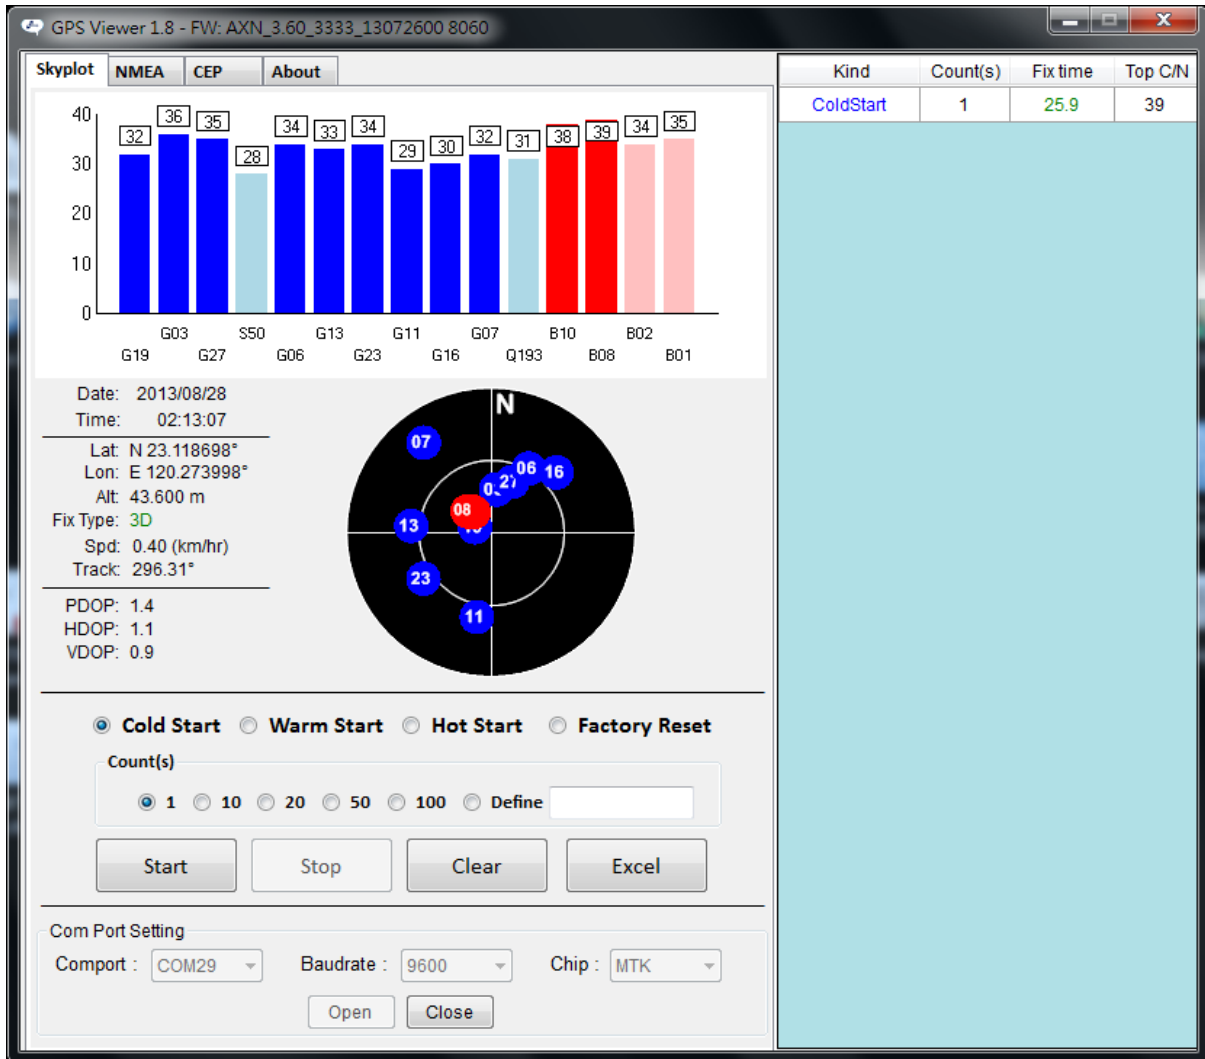 GPS Viewer 1.8 - FW: AXN_3.60_3333_13072600 8060
Skyplot NMEA CEP About
Kind Count(s) Fix time Top C/N
ColdStart 1 25.9 39
40
30
20
10
0
32 36 35 28 34 33 34 29 30 32 31 38 39 34 35
G03 S50 G13 G11 G07 B10 B02
G19 G27 G06 G23 G16 Q193 B08 B01
Date: 2013/08/28
Time: 02:13:07
Lat: N 23.118698°
Lon: E 120.273998°
Alt: 43.600 m
Fix Type: 3D
Spd: 0.40 (km/hr)
Track: 296.31°
PDOP: 1.4
HDOP: 1.1
VDOP: 0.9
N
07
06 16
27
08
13
23
11
Cold Start Warm Start Hot Start Factory Reset
Count(s)
1 10 20 50 100 Define
Start Stop Clear Excel
Com Port Setting
Comport : COM29 Baudrate : 9600 Chip : MTK
Open Close